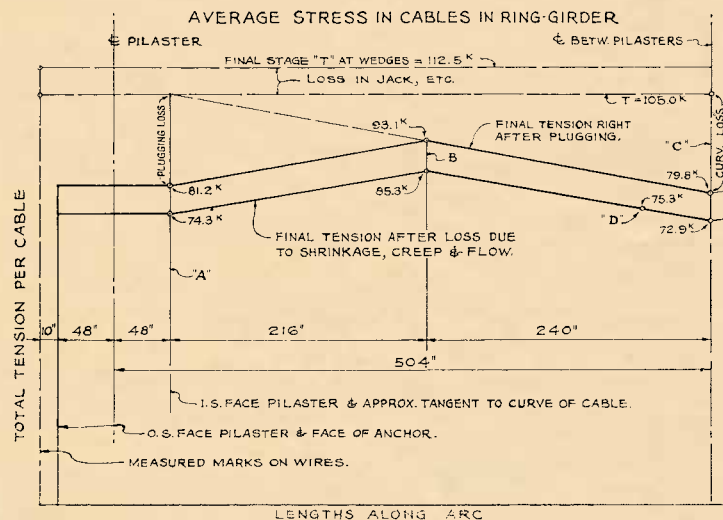 AVERAGE STRESS IN CABLES IN RING-GIRDER
℄ PILASTER
℄ BETW. PILASTERS
FINAL STAGE "T" AT WEDGES = 112.5ᴷ
LOSS IN JACK, ETC.
T = 105.0ᴷ
PLUGGING LOSS
93.1ᴷ
FINAL TENSION RIGHT
AFTER PLUGGING.
B
"C"
CURV. LOSS
81.2ᴷ
85.3ᴷ
79.8ᴷ
75.3ᴷ
74.3ᴷ
"D"
72.9ᴷ
FINAL TENSION AFTER LOSS DUE
TO SHRINKAGE, CREEP & FLOW.
"A"
TOTAL TENSION PER CABLE
10" 48" 48" 216" 240"
504"
I.S. FACE PILASTER & APPROX. TANGENT TO CURVE OF CABLE.
O.S. FACE PILASTER & FACE OF ANCHOR.
MEASURED MARKS ON WIRES.
LENGTHS ALONG ARC